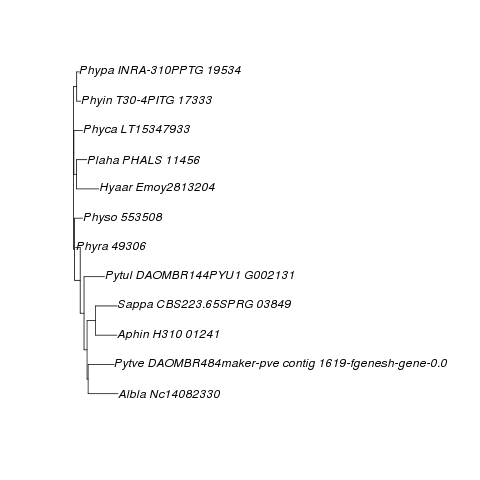 Phypa INRA-310PPTG 19534
Phyin T30-4PITG 17333
Phyca LT15347933
Plaha PHALS 11456
Hyaar Emoy2813204
Physo 553508
Phyra 49306
Pytul DAOMBR144PYU1 G002131
Sappa CBS223.65SPRG 03849
Aphin H310 01241
Pytve DAOMBR484maker-pve contig 1619-fgenesh-gene-0.0
Albla Nc14082330